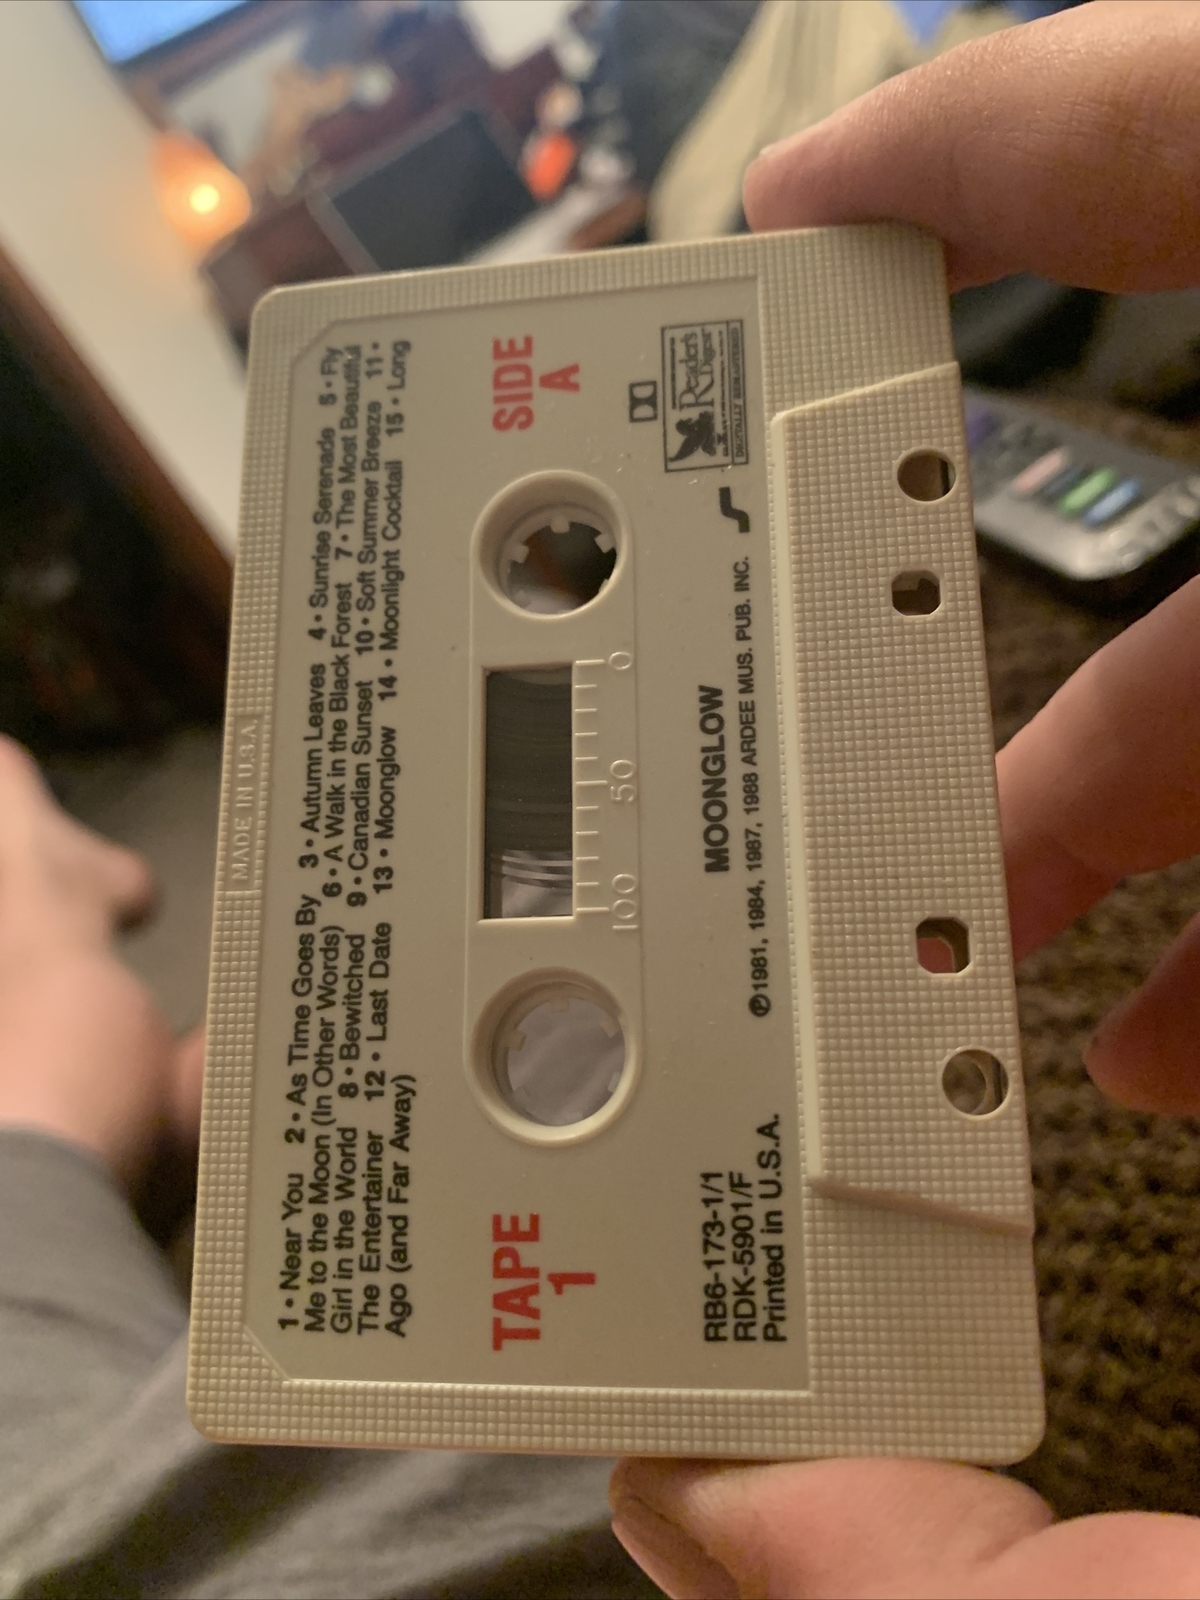 MADE IN U.S.A.
1 • Near You 2 • As Time Goes By 3 • Autumn Leaves 4 • Sunrise Serenade 5 • Fly
Me to the Moon (In Other Words) 6 • A Walk in the Black Forest 7 • The Most Beautiful
Girl in the World 8 • Bewitched 9 • Canadian Sunset 10 • Soft Summer Breeze 11 •
The Entertainer 12 • Last Date 13 • Moonglow 14 • Moonlight Cocktail 15 • Long
Ago (and Far Away)
TAPE
1
SIDE
A
100 50 0
Reader's
Digest
DIGITALLY REMASTERED
RB6-173-1/1
RDK-5901/F
Printed in U.S.A.
MOONGLOW
℗1981, 1984, 1987, 1988 ARDEE MUS. PUB. INC.